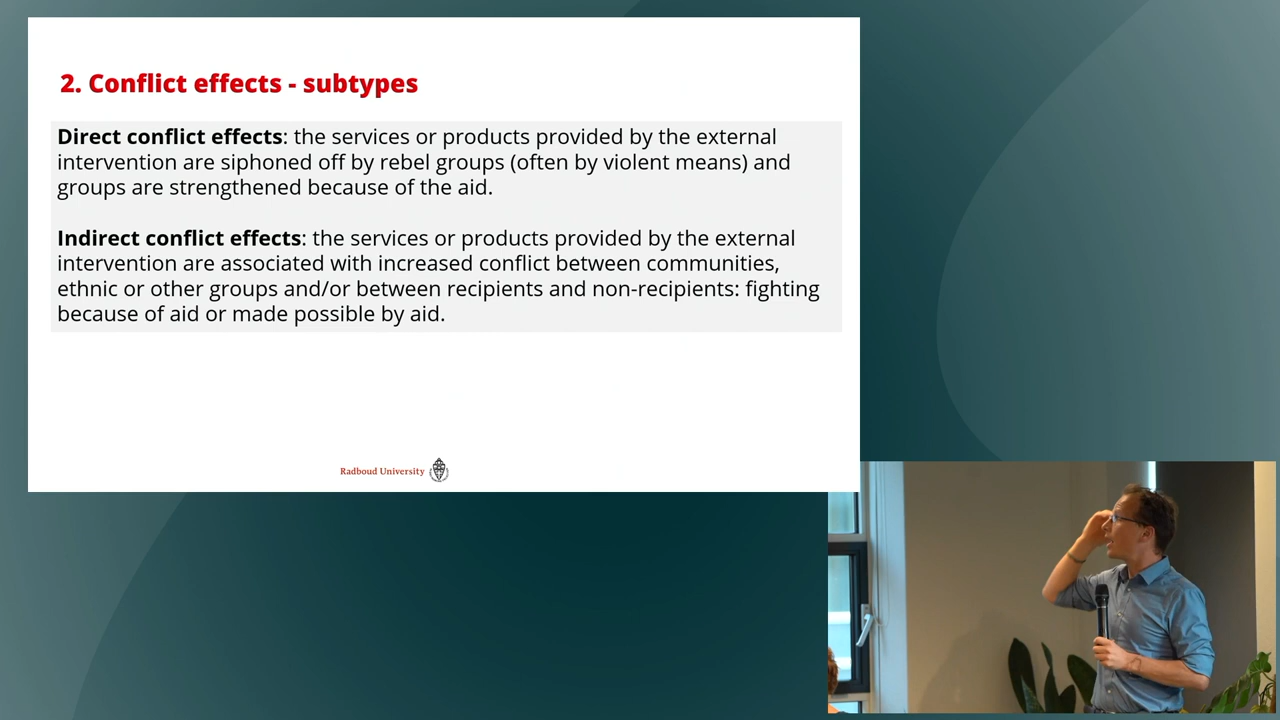 2. Conflict effects - subtypes
Direct conflict effects: the services or products provided by the external
intervention are siphoned off by rebel groups (often by violent means) and
groups are strengthened because of the aid.
Indirect conflict effects: the services or products provided by the external
intervention are associated with increased conflict between communities,
ethnic or other groups and/or between recipients and non-recipients: fighting
because of aid or made possible by aid.
Radboud University